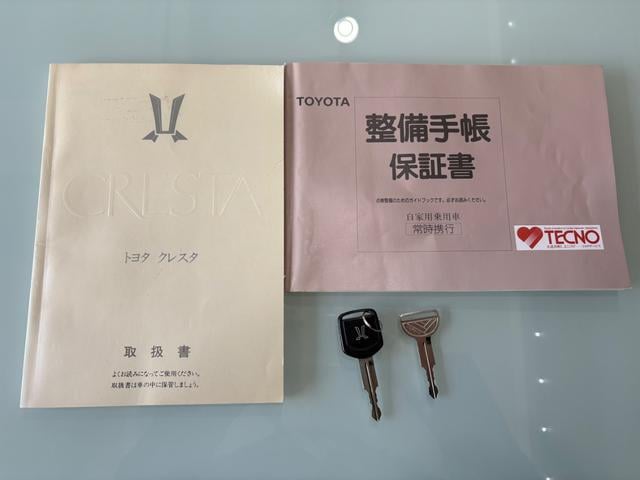 CRESTA
トヨタ クレスタ
取扱書
よくお読みになってご使用ください。
取扱書は車の中に保管しましょう。
TOYOTA
整備手帳
保証書
自家用乗用車
常時携行
TECNO